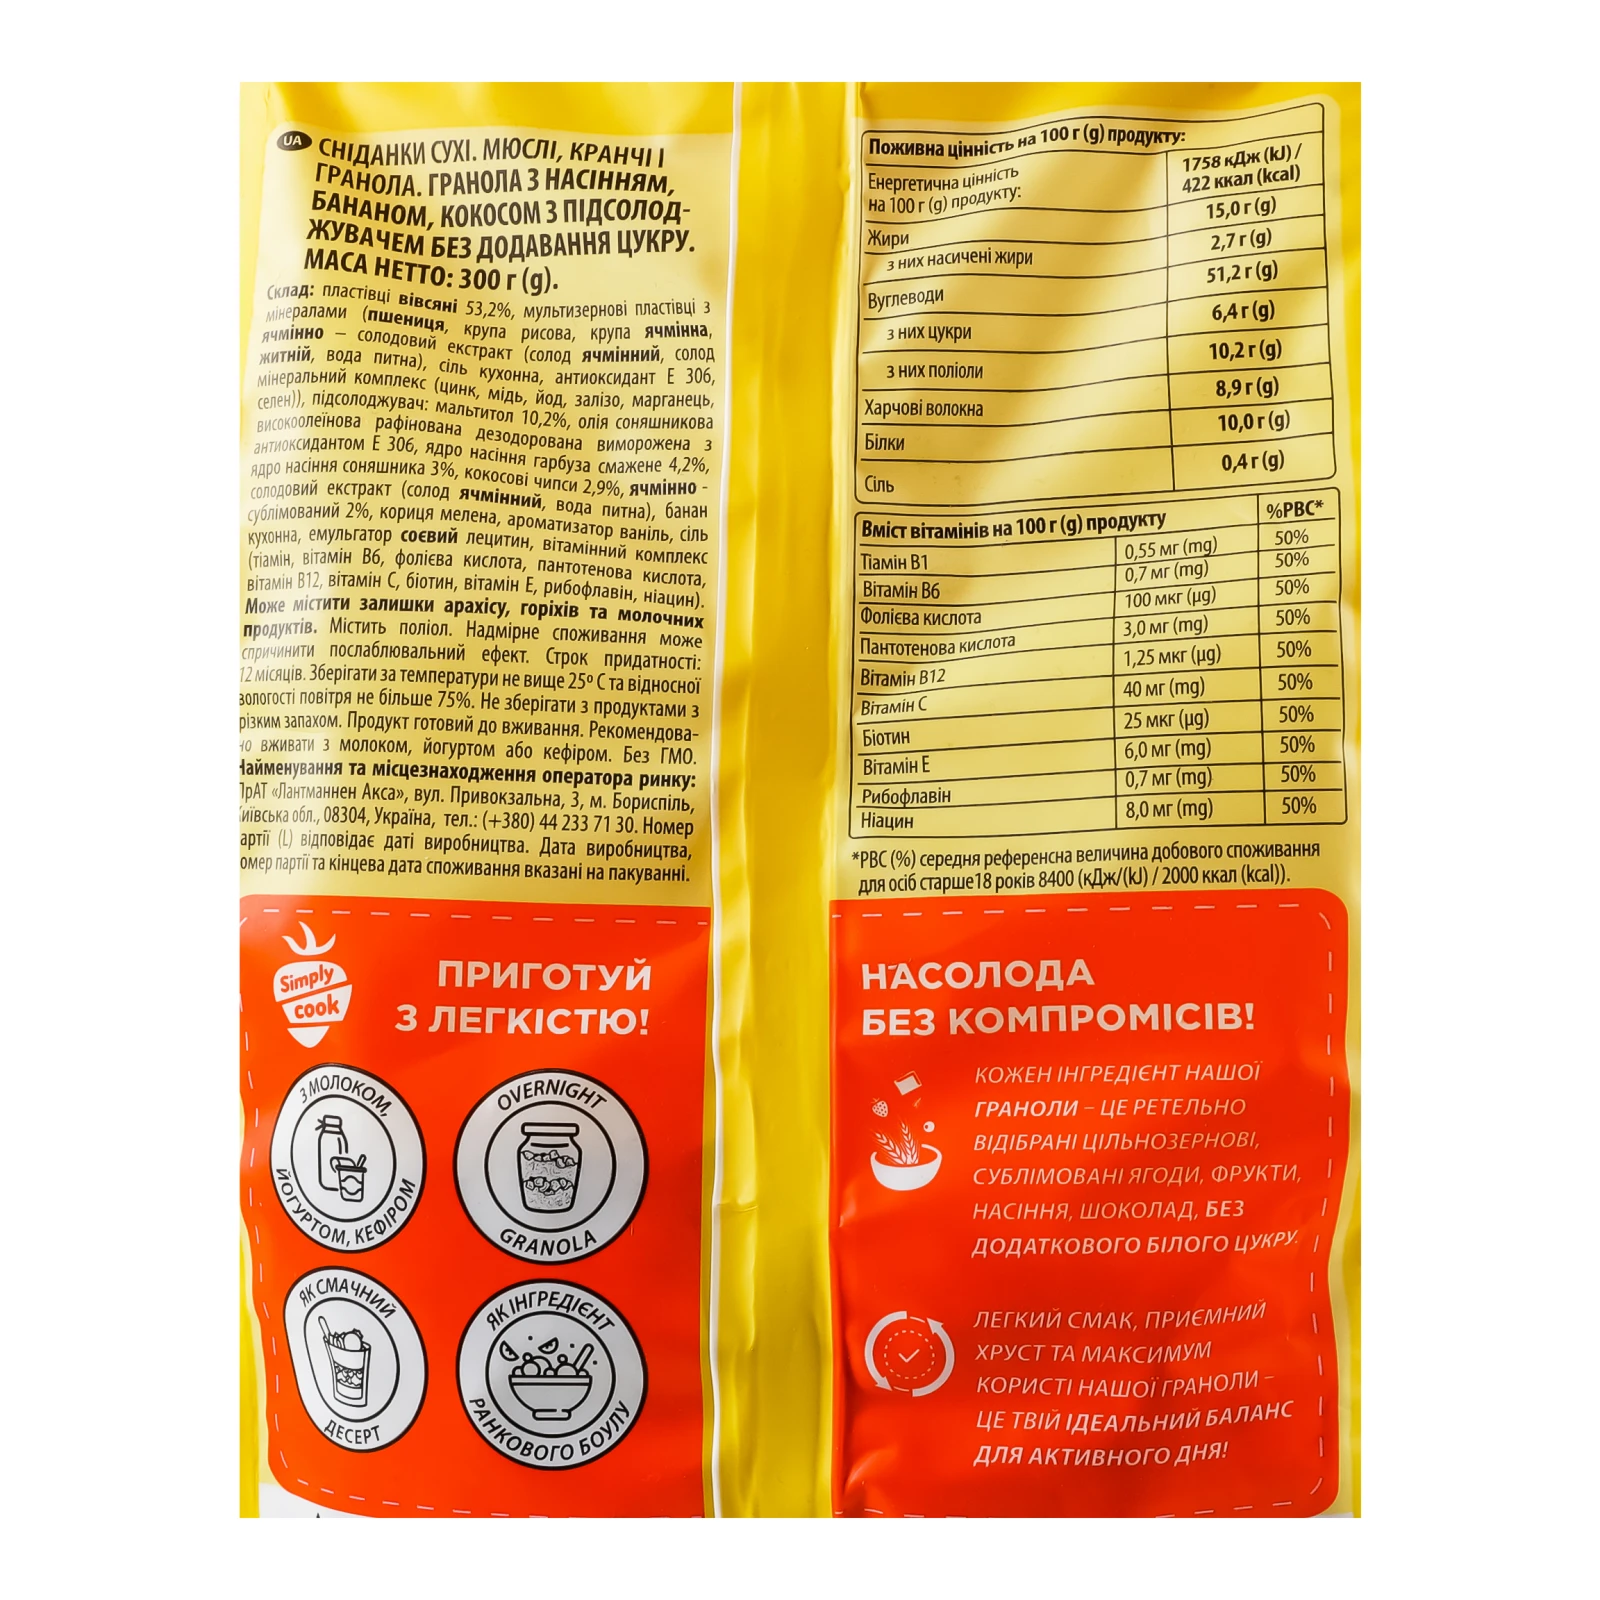 UA СНІДАНКИ СУХІ. МЮСЛІ, КРАНЧІ І
ГРАНОЛА. ГРАНОЛА З НАСІННЯМ,
БАНАНОМ, КОКОСОМ З ПІДСОЛОД-
ЖУВАЧЕМ БЕЗ ДОДАВАННЯ ЦУКРУ.
МАСА НЕТТО: 300 г (g).
Склад: пластівці вівсяні 53,2%, мультизернові пластівці з
мінералами (пшениця, крупа рисова, крупа ячмінна,
ячмінно – солодовий екстракт (солод ячмінний, солод
житній, вода питна), сіль кухонна, антиоксидант Е 306,
мінеральний комплекс (цинк, мідь, йод, залізо, марганець,
селен)), підсолоджувач: мальтитол 10,2%, олія соняшникова
високоолеїнова рафінована дезодорована виморожена з
антиоксидантом Е 306, ядро насіння гарбуза смажене 4,2%,
ядро насіння соняшника 3%, кокосові чипси 2,9%, ячмінно -
солодовий екстракт (солод ячмінний, вода питна), банан
сублімований 2%, кориця мелена, ароматизатор ваніль, сіль
кухонна, емульгатор соєвий лецитин, вітамінний комплекс
(тіамін, вітамін В6, фолієва кислота, пантотенова кислота,
вітамін В12, вітамін С, біотин, вітамін Е, рибофлавін, ніацин).
Може містити залишки арахісу, горіхів та молочних
продуктів. Містить поліол. Надмірне споживання може
спричинити послаблювальний ефект. Строк придатності:
12 місяців. Зберігати за температури не вище 25º С та відносної
вологості повітря не більше 75%. Не зберігати з продуктами з
різким запахом. Продукт готовий до вживання. Рекомендова-
но вживати з молоком, йогуртом або кефіром. Без ГМО.
Найменування та місцезнаходження оператора ринку:
ПрАТ «Лантманнен Акса», вул. Привокзальна, 3, м. Бориспіль,
Київська обл., 08304, Україна, тел.: (+380) 44 233 71 30. Номер
артії (L) відповідає даті виробництва. Дата виробництва,
омер партії та кінцева дата споживання вказані на пакуванні.
Поживна цінність на 100 г (g) продукту:
Енергетична цінність
на 100 г (g) продукту: 1758 кДж (kJ) /
422 ккал (kcal)
Жири 15,0 г (g)
з них насичені жири 2,7 г (g)
Вуглеводи 51,2 г (g)
з них цукри 6,4 г (g)
з них поліоли 10,2 г (g)
Харчові волокна 8,9 г (g)
Білки 10,0 г (g)
Сіль 0,4 г (g)
Вміст вітамінів на 100 г (g) продукту %РВС*
Тіамін В1 0,55 мг (mg) 50%
Вітамін В6 0,7 мг (mg) 50%
Фолієва кислота 100 мкг (µg) 50%
Пантотенова кислота 3,0 мг (mg) 50%
Вітамін В12 1,25 мкг (µg) 50%
Вітамін С 40 мг (mg) 50%
Біотин 25 мкг (µg) 50%
Вітамін Е 6,0 мг (mg) 50%
Рибофлавін 0,7 мг (mg) 50%
Ніацин 8,0 мг (mg) 50%
*РВС (%) середня референсна величина добового споживання
для осіб старше18 років 8400 (кДж/(kJ) / 2000 ккал (kcal)).
Simply
cook
ПРИГОТУЙ
З ЛЕГКІСТЮ!
З МОЛОКОМ,
ЙОГУРТОМ, КЕФІРОМ
OVERNIGHT
GRANOLA
ЯК СМАЧНИЙ
ДЕСЕРТ
ЯК ІНГРЕДІЄНТ
РАНКОВОГО БОУЛУ
НАСОЛОДА
БЕЗ КОМПРОМІСІВ!
КОЖЕН ІНГРЕДІЄНТ НАШОЇ
ГРАНОЛИ – ЦЕ РЕТЕЛЬНО
ВІДІБРАНІ ЦІЛЬНОЗЕРНОВІ,
СУБЛІМОВАНІ ЯГОДИ, ФРУКТИ,
НАСІННЯ, ШОКОЛАД, БЕЗ
ДОДАТКОВОГО БІЛОГО ЦУКРУ.
ЛЕГКИЙ СМАК, ПРИЄМНИЙ
ХРУСТ ТА МАКСИМУМ
КОРИСТІ НАШОЇ ГРАНОЛИ –
ЦЕ ТВІЙ ІДЕАЛЬНИЙ БАЛАНС
ДЛЯ АКТИВНОГО ДНЯ!